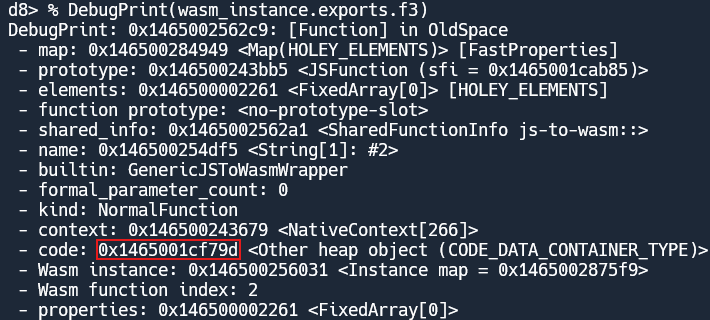 d8> % DebugPrint(wasm_instance.exports.f3)
DebugPrint: 0x1465002562c9: [Function] in OldSpace
- map: 0x146500284949 <Map(HOLEY_ELEMENTS)> [FastProperties]
- prototype: 0x146500243bb5 <JSFunction (sfi = 0x1465001cab85)>
- elements: 0x146500002261 <FixedArray[0]> [HOLEY_ELEMENTS]
- function prototype: <no-prototype-slot>
- shared_info: 0x1465002562a1 <SharedFunctionInfo js-to-wasm::>
- name: 0x146500254df5 <String[1]: #2>
- builtin: GenericJSToWasmWrapper
- formal_parameter_count: 0
- kind: NormalFunction
- context: 0x146500243679 <NativeContext[266]>
- code: 0x1465001cf79d <Other heap object (CODE_DATA_CONTAINER_TYPE)>
- Wasm instance: 0x146500256031 <Instance map = 0x1465002875f9>
- Wasm function index: 2
- properties: 0x146500002261 <FixedArray[0]>